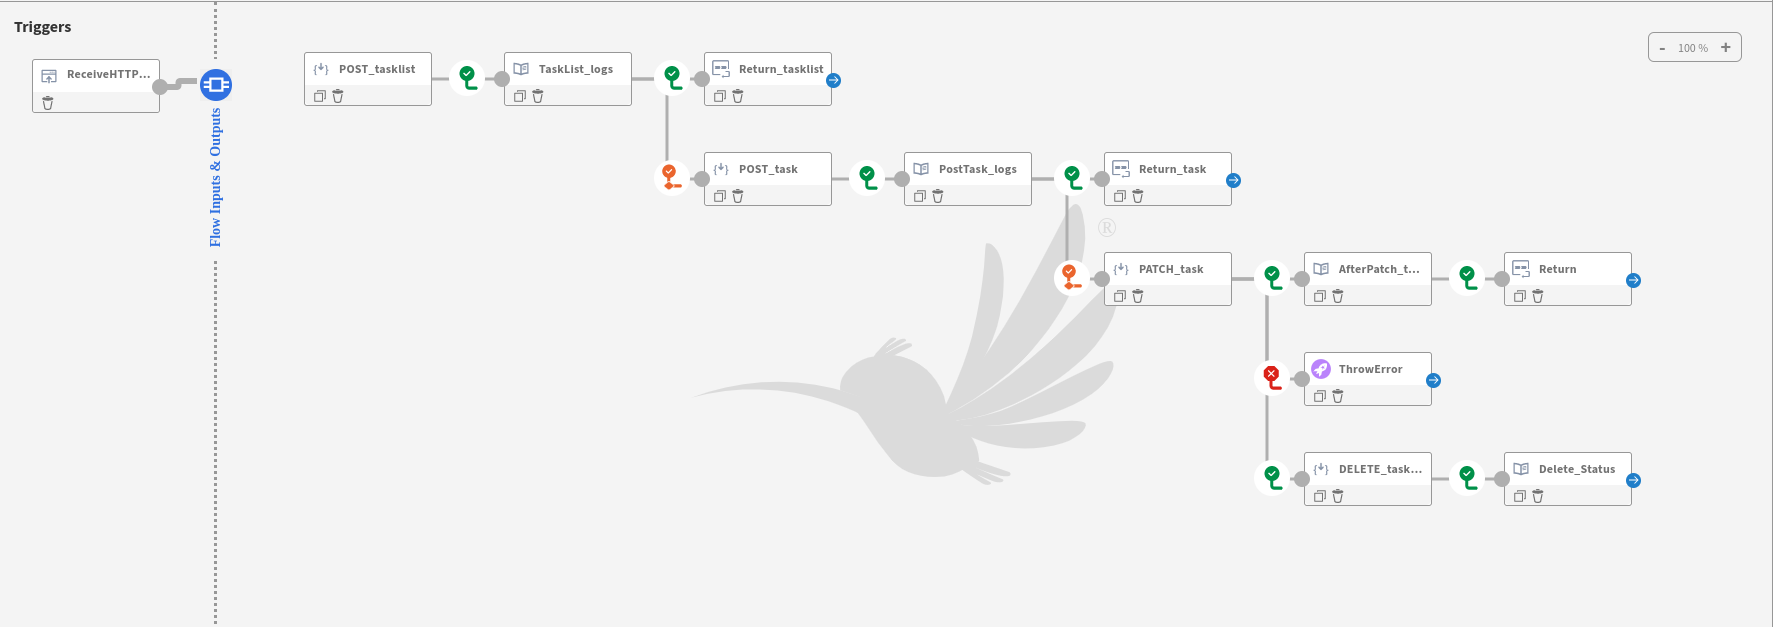 Triggers
ReceiveHTTP...
Flow Inputs & Outputs
POST_tasklist
TaskList_logs
Return_tasklist
- 100 % +
POST_task
PostTask_logs
Return_task
®
PATCH_task
AfterPatch_t...
Return
ThrowError
DELETE_task...
Delete_Status